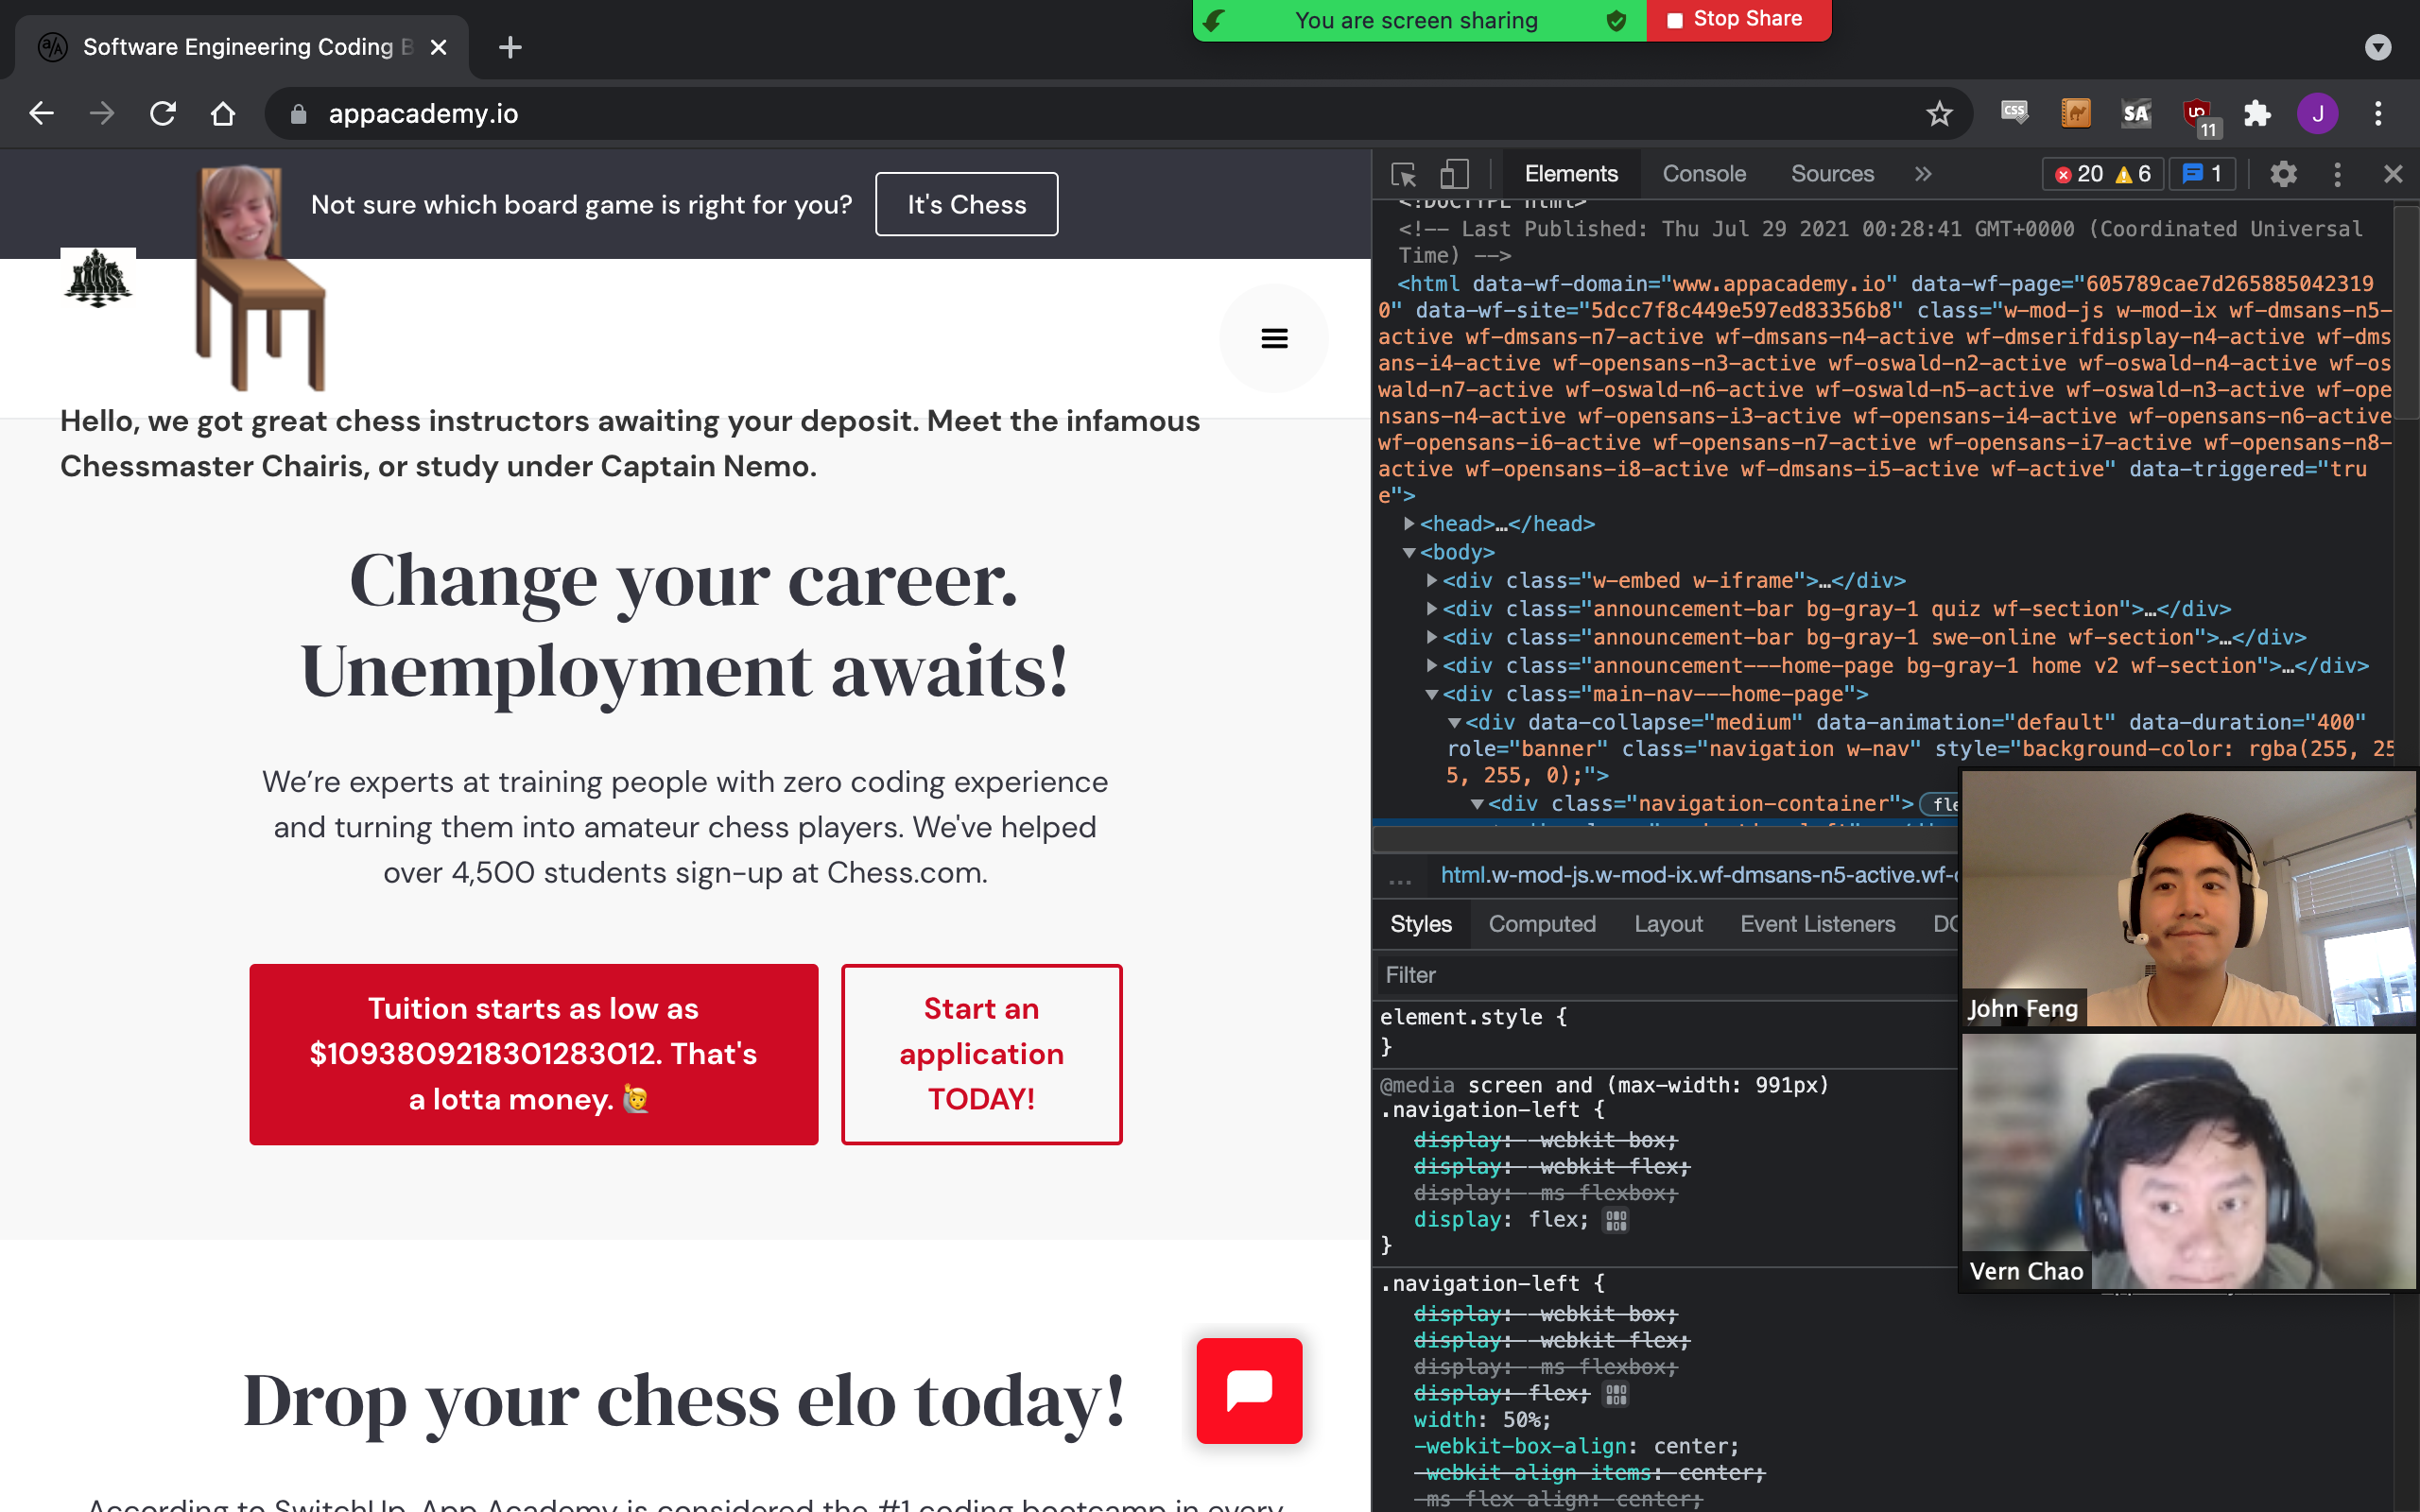 You are screen sharing
Stop Share
Software Engineering Coding B
appacademy.io
CSS
SA
11
J
Not sure which board game is right for you?
It's Chess
Hello, we got great chess instructors awaiting your deposit. Meet the infamous
Chessmaster Chairis, or study under Captain Nemo.
Change your career.
Unemployment awaits!
We’re experts at training people with zero coding experience
and turning them into amateur chess players. We've helped
over 4,500 students sign-up at Chess.com.
Tuition starts as low as
$1093809218301283012. That's
a lotta money. 🙋
Start an
application
TODAY!
Drop your chess elo today!
According to SwitchUp, App Academy is considered the #1 coding bootcamp in every
Elements Console Sources » 20 6 1
<!DOCTYPE html>
<!-- Last Published: Thu Jul 29 2021 00:28:41 GMT+0000 (Coordinated Universal
Time) -->
<html data-wf-domain="www.appacademy.io" data-wf-page="605789cae7d265885042319
0" data-wf-site="5dcc7f8c449e597ed83356b8" class="w-mod-js w-mod-ix wf-dmsans-n5-
active wf-dmsans-n7-active wf-dmsans-n4-active wf-dmserifdisplay-n4-active wf-dms
ans-i4-active wf-opensans-n3-active wf-oswald-n2-active wf-oswald-n4-active wf-os
wald-n7-active wf-oswald-n6-active wf-oswald-n5-active wf-oswald-n3-active wf-ope
nsans-n4-active wf-opensans-i3-active wf-opensans-i4-active wf-opensans-n6-active
wf-opensans-i6-active wf-opensans-n7-active wf-opensans-i7-active wf-opensans-n8-
active wf-opensans-i8-active wf-dmsans-i5-active wf-active" data-triggered="tru
e">
<head>…</head>
<body>
<div class="w-embed w-iframe">…</div>
<div class="announcement-bar bg-gray-1 quiz wf-section">…</div>
<div class="announcement-bar bg-gray-1 swe-online wf-section">…</div>
<div class="announcement---home-page bg-gray-1 home v2 wf-section">…</div>
<div class="main-nav---home-page">
<div data-collapse="medium" data-animation="default" data-duration="400"
role="banner" class="navigation w-nav" style="background-color: rgba(255, 25
5, 255, 0);">
<div class="navigation-container"> fle
... html.w-mod-js.w-mod-ix.wf-dmsans-n5-active.wf-
Styles Computed Layout Event Listeners DO
Filter
element.style {
}
@media screen and (max-width: 991px)
.navigation-left {
display: -webkit-box;
display: -webkit-flex;
display: -ms-flexbox;
display: flex;
}
.navigation-left {
display: -webkit-box;
display: -webkit-flex;
display: -ms-flexbox;
display: flex;
width: 50%;
-webkit-box-align: center;
-webkit-align-items: center;
-ms-flex-align: center;
John Feng
Vern Chao